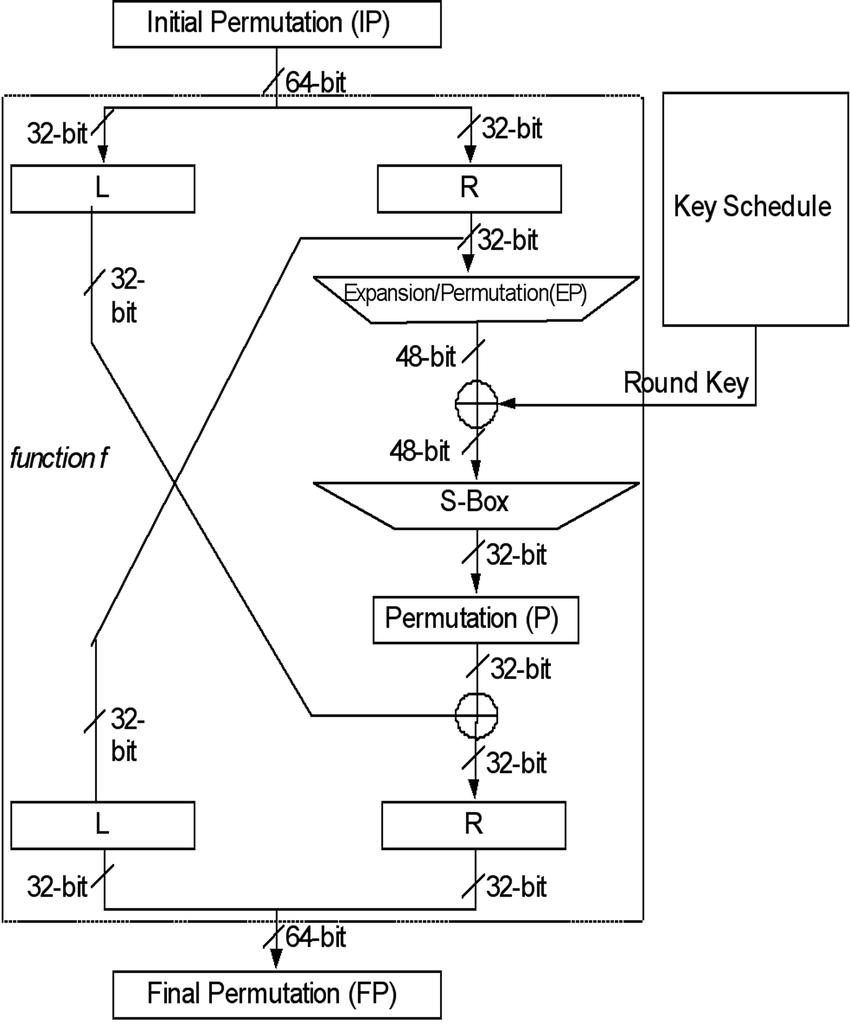 Initial Permutation (IP)
64-bit
32-bit
32-bit
L
R
Key Schedule
32-bit
32-
bit
Expansion/Permutation(EP)
48-bit
Round Key
function f
48-bit
S-Box
32-bit
Permutation (P)
32-bit
32-
bit
32-bit
L
R
32-bit
32-bit
64-bit
Final Permutation (FP)